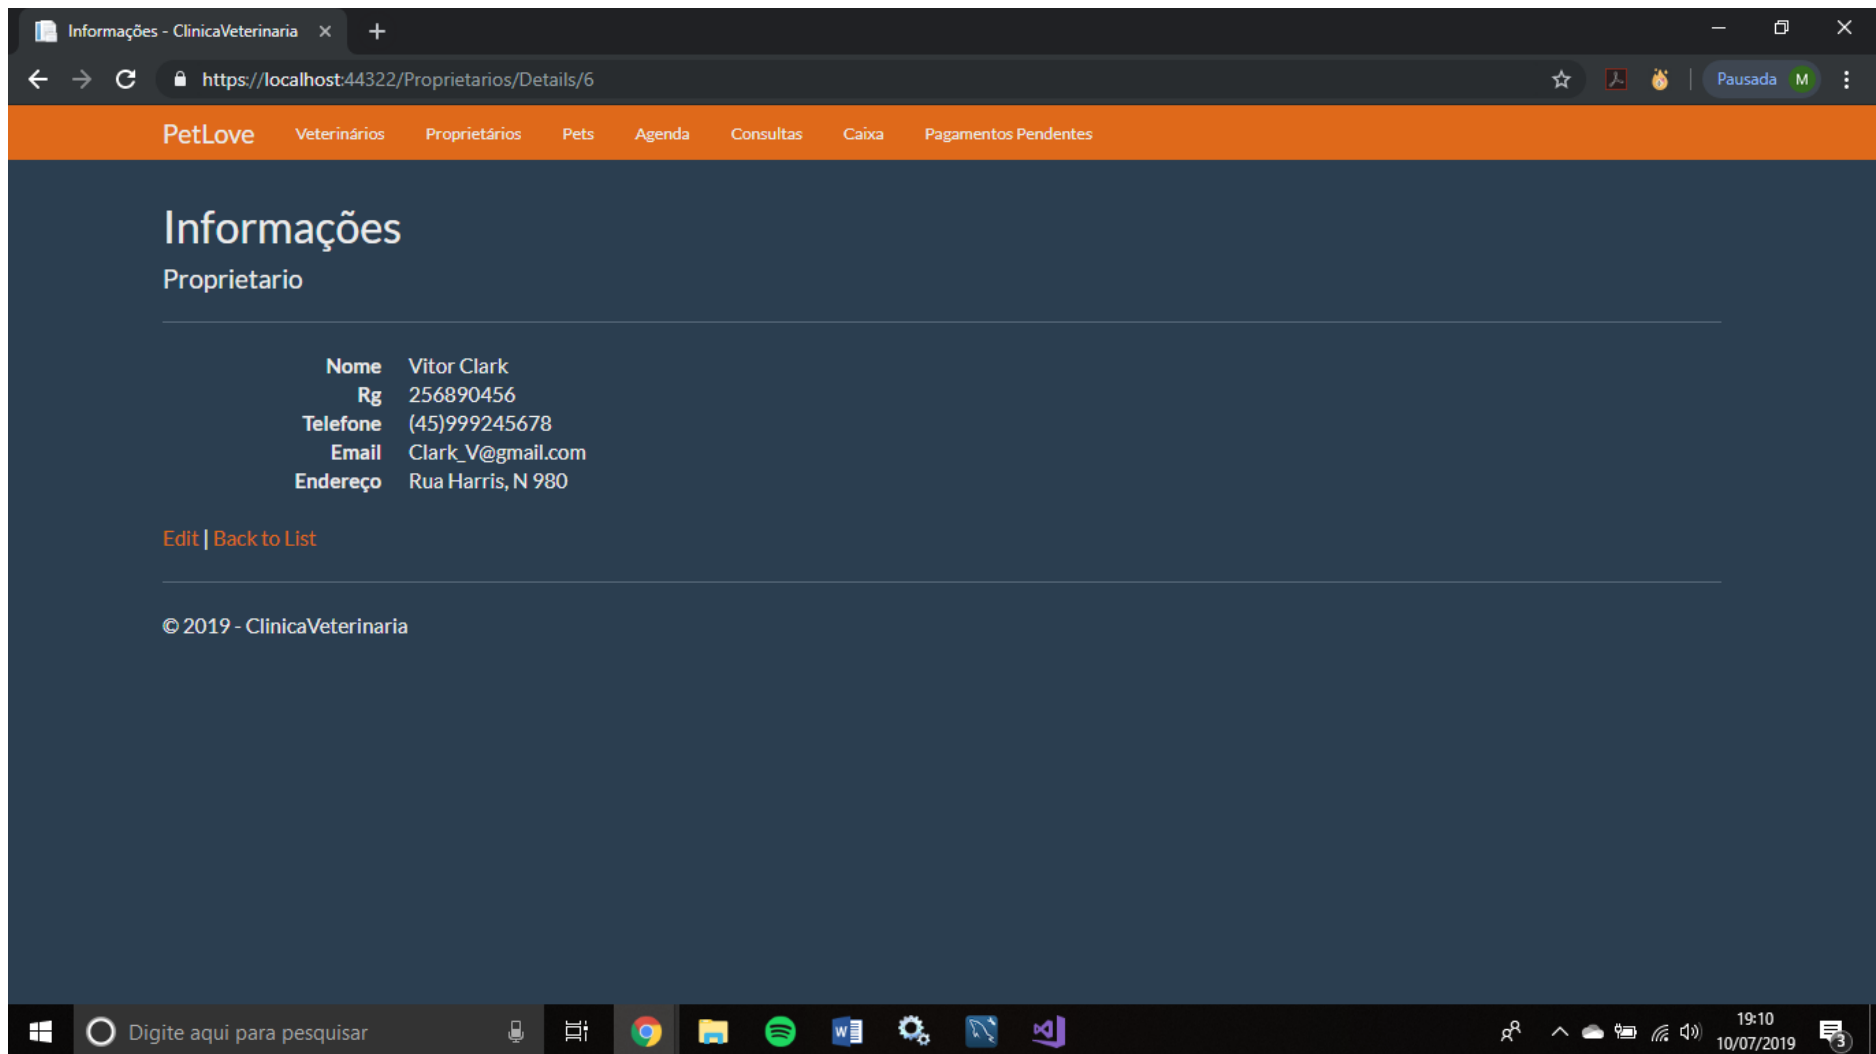 Informações - ClinicaVeterinaria
https://localhost:44322/Proprietarios/Details/6
Pausada M
PetLove Veterinários Proprietários Pets Agenda Consultas Caixa Pagamentos Pendentes
Informações
Proprietario
Nome Vitor Clark
Rg 256890456
Telefone (45)999245678
Email Clark_V@gmail.com
Endereço Rua Harris, N 980
Edit | Back to List
© 2019 - ClinicaVeterinaria
Digite aqui para pesquisar
19:10
10/07/2019
3